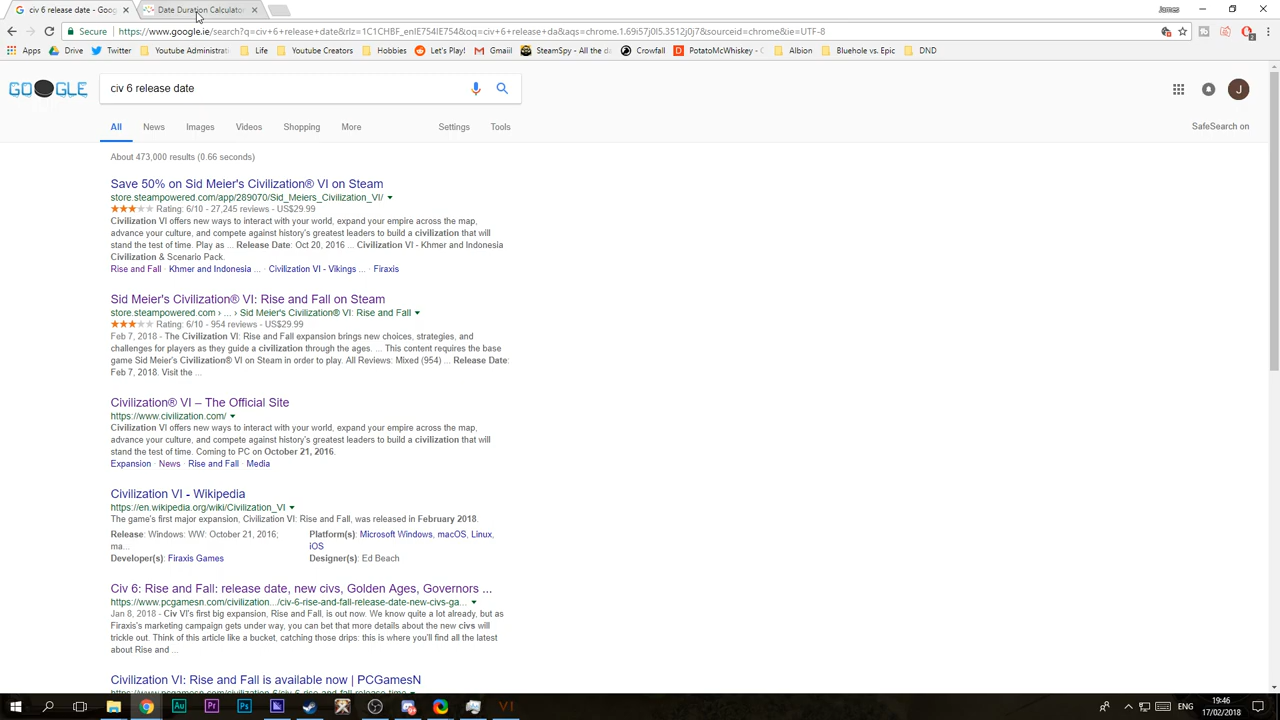 civ 6 release date - Goog
Date Duration Calculator
James
Secure
https://www.google.ie/search?q=civ+6+release+date&rlz=1C1CHBF_enIE754IE754&oq=civ+6+release+da&aqs=chrome.1.69i57j0l5.3512j0j7&sourceid=chrome&ie=UTF-8
Apps Drive Twitter Youtube Administrat Life Youtube Creators Hobbies Let's Play! Gmaiil SteamSpy - All the da Crowfall PotatoMcWhiskey - C Albion Bluehole vs Epic. DND
GOOGLE
civ 6 release date
J
All News Images Videos Shopping More Settings Tools
SafeSearch on
About 473,000 results (0.66 seconds)
Save 50% on Sid Meier's Civilization® VI on Steam
store.steampowered.com/app/289070/Sid_Meiers_Civilization_VI/
Rating: 6/10 - 27,245 reviews - US$29.99
Civilization VI offers new ways to interact with your world, expand your empire across the map,
advance your culture, and compete against history's greatest leaders to build a civilization that will
stand the test of time. Play as ... Release Date: Oct 20, 2016 ... Civilization VI - Khmer and Indonesia
Civilization & Scenario Pack.
Rise and Fall · Khmer and Indonesia ... · Civilization VI - Vikings ... · Firaxis
Sid Meier's Civilization® VI: Rise and Fall on Steam
store.steampowered.com › ... › Sid Meier's Civilization® VI: Rise and Fall
Rating: 6/10 - 954 reviews - US$29.99
Feb 7, 2018 - The Civilization VI: Rise and Fall expansion brings new choices, strategies, and
challenges for players as they guide a civilization through the ages. ... This content requires the base
game Sid Meier's Civilization® VI on Steam in order to play. All Reviews: Mixed (954) ... Release Date:
Feb 7, 2018. Visit the ...
Civilization® VI – The Official Site
https://www.civilization.com/
Civilization VI offers new ways to interact with your world, expand your empire across the map,
advance your culture, and compete against history's greatest leaders to build a civilization that will
stand the test of time. Coming to PC on October 21, 2016.
Expansion · News · Rise and Fall · Media
Civilization VI - Wikipedia
https://en.wikipedia.org/wiki/Civilization_VI
The game's first major expansion, Civilization VI: Rise and Fall, was released in February 2018.
Release: Windows: WW: October 21, 2016; Platform(s): Microsoft Windows, macOS, Linux,
ma... iOS
Developer(s): Firaxis Games Designer(s): Ed Beach
Civ 6: Rise and Fall: release date, new civs, Golden Ages, Governors ...
https://www.pcgamesn.com/civilization.../civ-6-rise-and-fall-release-date-new-civs-ga...
Jan 8, 2018 - Civ VI's first big expansion, Rise and Fall, is out now. We know quite a lot already, but as
Firaxis's marketing campaign gets under way, you can bet that more details about the new civs will
trickle out. Think of this article like a bucket, catching those drips: this is where you'll find all the latest
about Rise and ...
Civilization VI: Rise and Fall is available now | PCGamesN
Au Pr Ps VI
ENG
19:46
17/02/2018